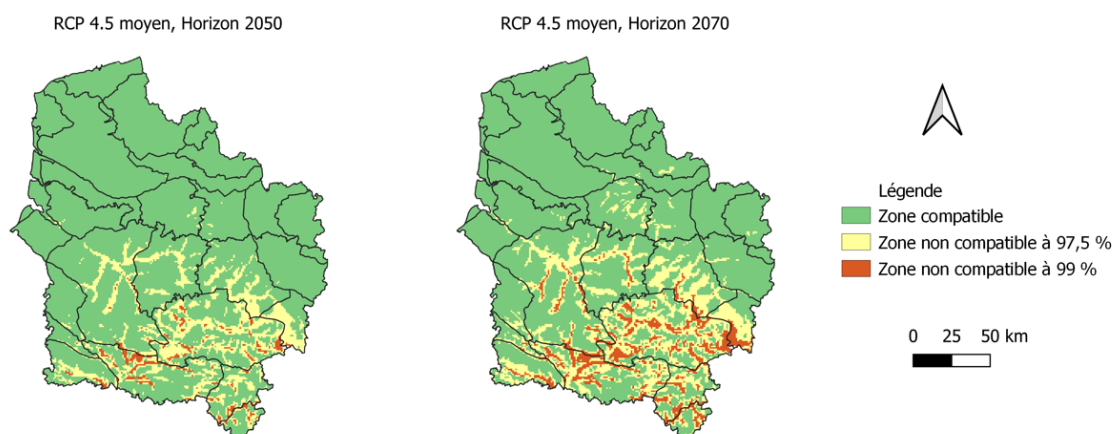 RCP 4.5 moyen, Horizon 2050
RCP 4.5 moyen, Horizon 2070
Légende
Zone compatible
Zone non compatible à 97,5 %
Zone non compatible à 99 %
0 25 50 km